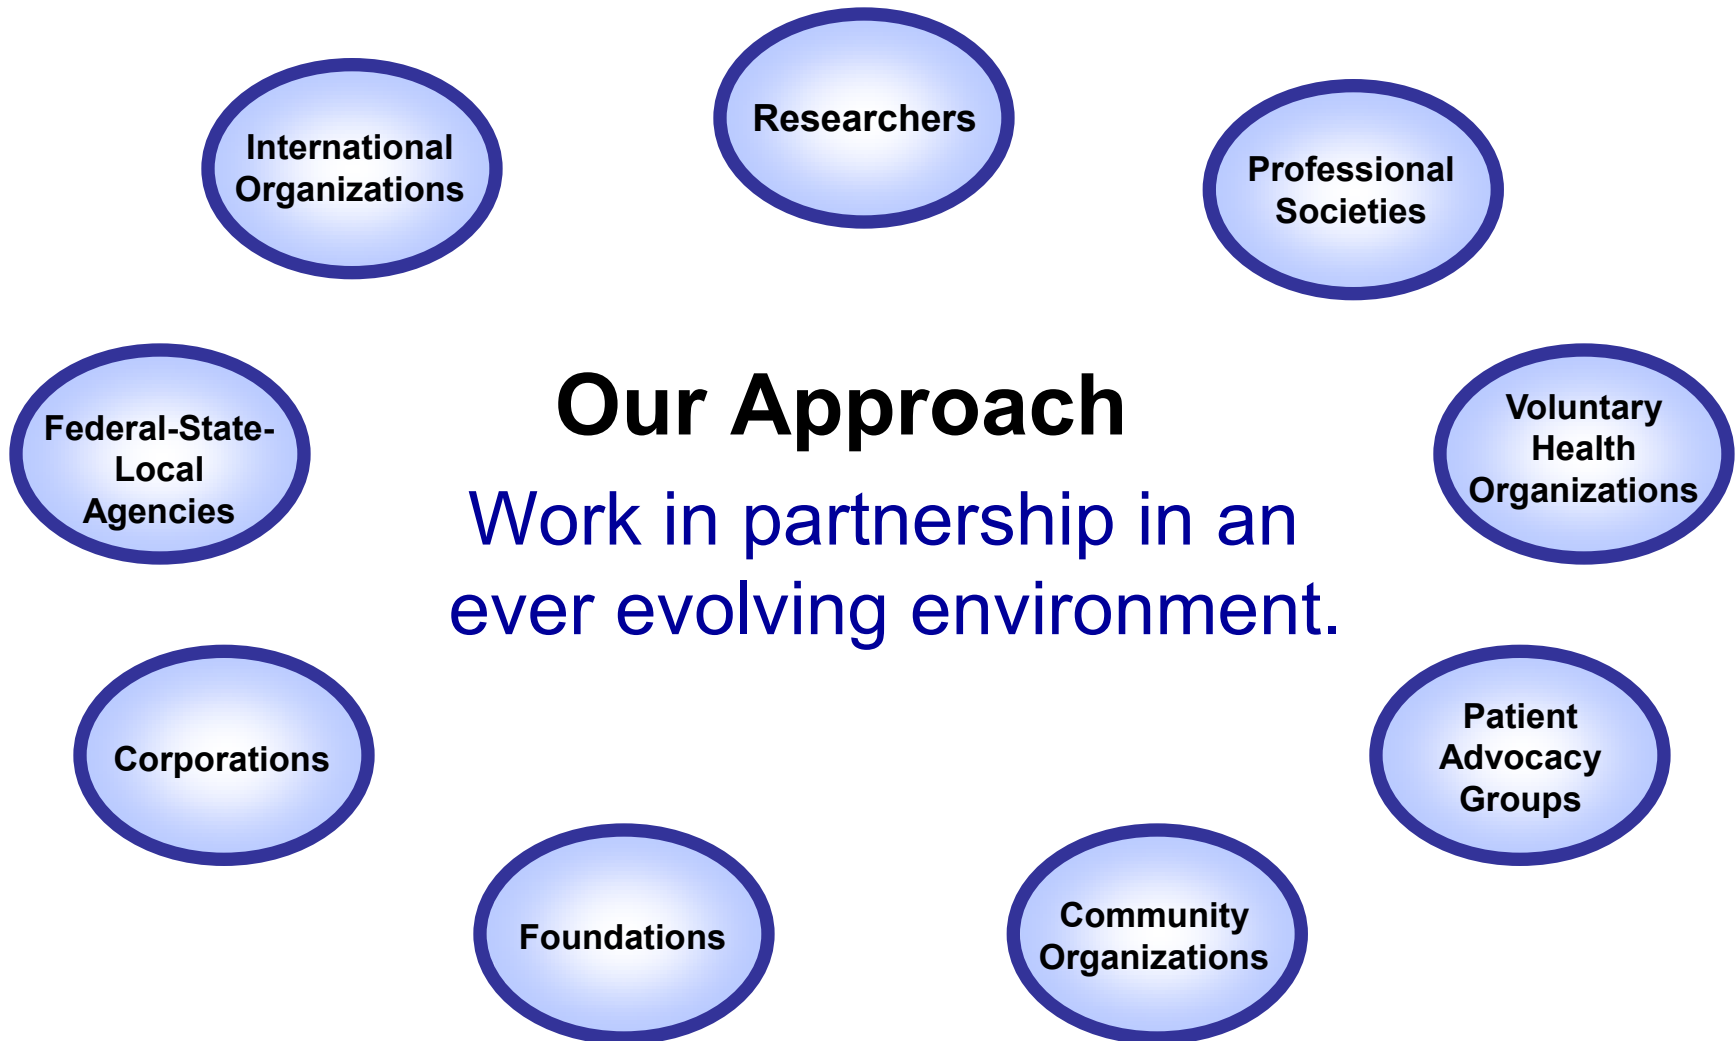 Researchers
International
Organizations
Professional
Societies
Our Approach
Work in partnership in an
ever evolving environment.
Federal-State-
Local
Agencies
Voluntary
Health
Organizations
Corporations
Patient
Advocacy
Groups
Foundations
Community
Organizations